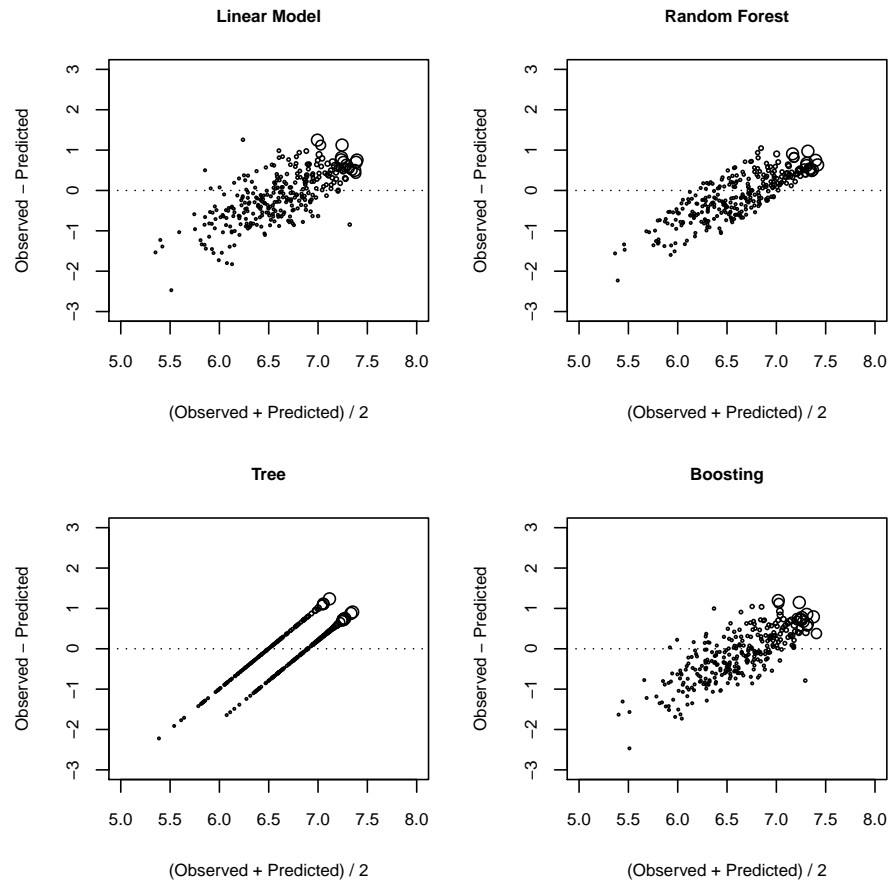 Linear Model
Random Forest
Observed − Predicted
3
2
1
0
−1
−2
−3
5.0 5.5 6.0 6.5 7.0 7.5 8.0
(Observed + Predicted) / 2
Observed − Predicted
3
2
1
0
−1
−2
−3
5.0 5.5 6.0 6.5 7.0 7.5 8.0
(Observed + Predicted) / 2
Tree
Boosting
Observed − Predicted
3
2
1
0
−1
−2
−3
5.0 5.5 6.0 6.5 7.0 7.5 8.0
(Observed + Predicted) / 2
Observed − Predicted
3
2
1
0
−1
−2
−3
5.0 5.5 6.0 6.5 7.0 7.5 8.0
(Observed + Predicted) / 2